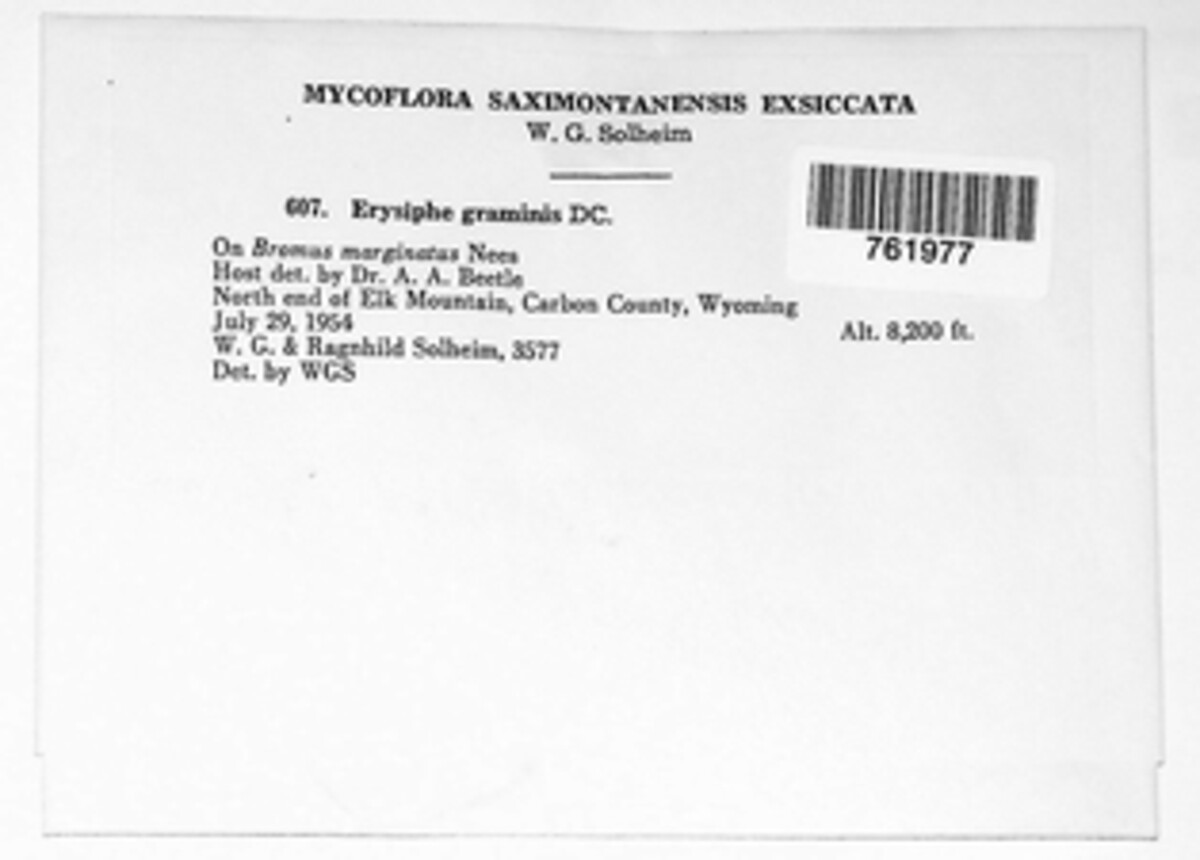 MYCOFLORA SAXIMONTANENSIS EXSICCATA
W. G. Solheim
607. Erysiphe graminis DC.
761977
On Bromus marginatus Nees
Host det. by Dr. A. A. Beetle
North end of Elk Mountain, Carbon County, Wyoming
July 29, 1954
Alt. 8,200 ft.
W. G. & Ragnhild Solheim, 3577
Det. by WGS